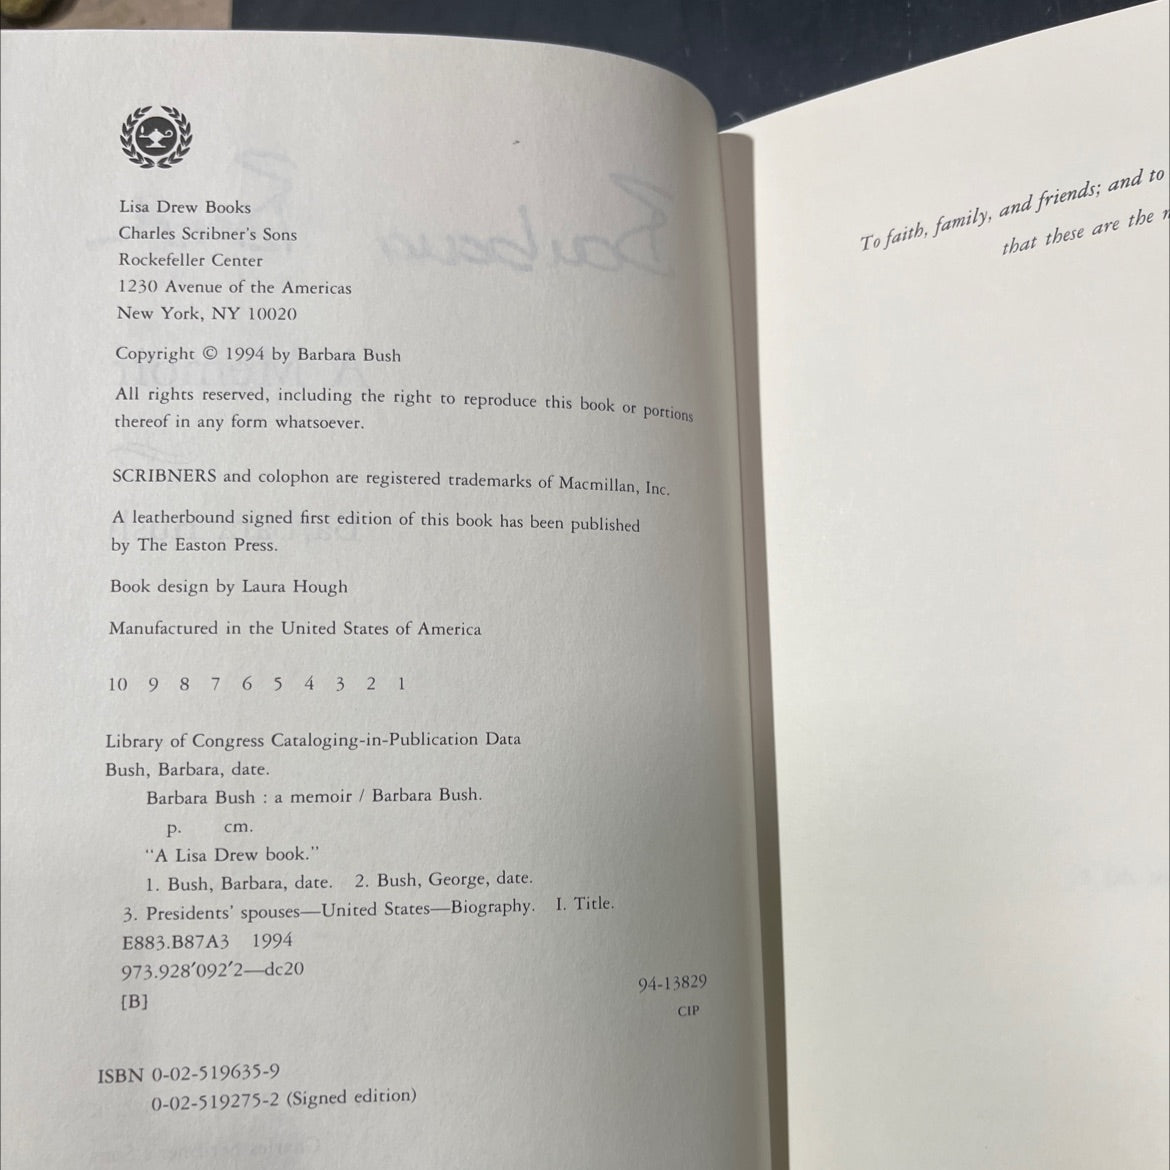 Lisa Drew Books
Charles Scribner's Sons
Rockefeller Center
1230 Avenue of the Americas
New York, NY 10020
Copyright © 1994 by Barbara Bush
All rights reserved, including the right to reproduce this book or portions
thereof in any form whatsoever.
SCRIBNERS and colophon are registered trademarks of Macmillan, Inc.
A leatherbound signed first edition of this book has been published
by The Easton Press.
Book design by Laura Hough
Manufactured in the United States of America
10 9 8 7 6 5 4 3 2 1
Library of Congress Cataloging-in-Publication Data
Bush, Barbara, date.
Barbara Bush : a memoir / Barbara Bush.
p. cm.
“A Lisa Drew book.”
1. Bush, Barbara, date. 2. Bush, George, date.
3. Presidents' spouses—United States—Biography. I. Title.
E883.B87A3 1994
973.928′092′2—dc20
[B]
94-13829
CIP
ISBN 0-02-519635-9
0-02-519275-2 (Signed edition)
To faith, family, and friends; and to
that these are the